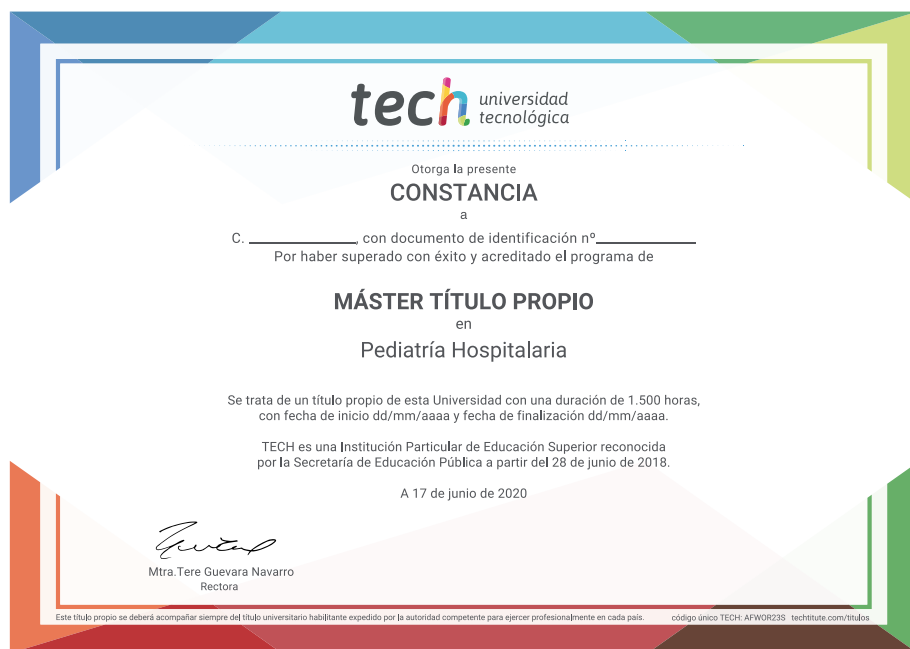 tech universidad
tecnológica
Otorga la presente
CONSTANCIA
a
C. ____________, con documento de identificación nº____________
Por haber superado con éxito y acreditado el programa de
MÁSTER TÍTULO PROPIO
en
Pediatría Hospitalaria
Se trata de un título propio de esta Universidad con una duración de 1.500 horas,
con fecha de inicio dd/mm/aaaa y fecha de finalización dd/mm/aaaa.
TECH es una Institución Particular de Educación Superior reconocida
por la Secretaría de Educación Pública a partir del 28 de junio de 2018.
A 17 de junio de 2020
Mtra.Tere Guevara Navarro
Rectora
Este título propio se deberá acompañar siempre del título universitario habilitante expedido por la autoridad competente para ejercer profesionalmente en cada país. código único TECH: AFWOR23S techtitute.com/titulos